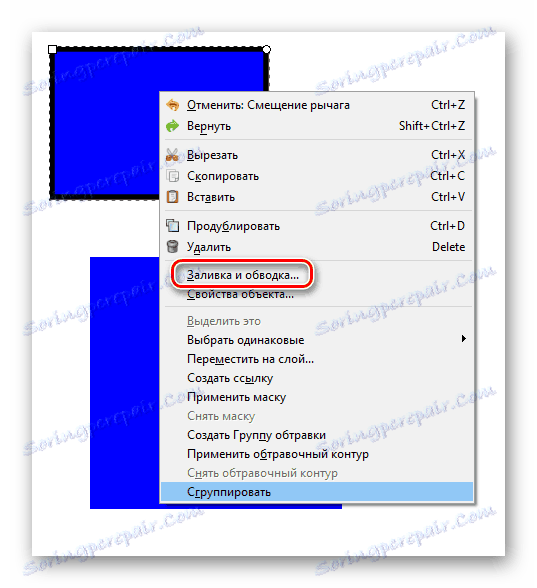 Отменить: Смещение рычага Ctrl+Z
Вернуть Shift+Ctrl+Z
Вырезать Ctrl+X
Скопировать Ctrl+C
Вставить Ctrl+V
Продублировать Ctrl+D
Удалить Delete
Заливка и обводка...
Свойства объекта...
Выделить это
Выбрать одинаковые
Переместить на слой...
Создать ссылку
Применить маску
Снять маску
Создать Группу обтравки
Применить обтравочный контур
Снять обтравочный контур
Сгруппировать